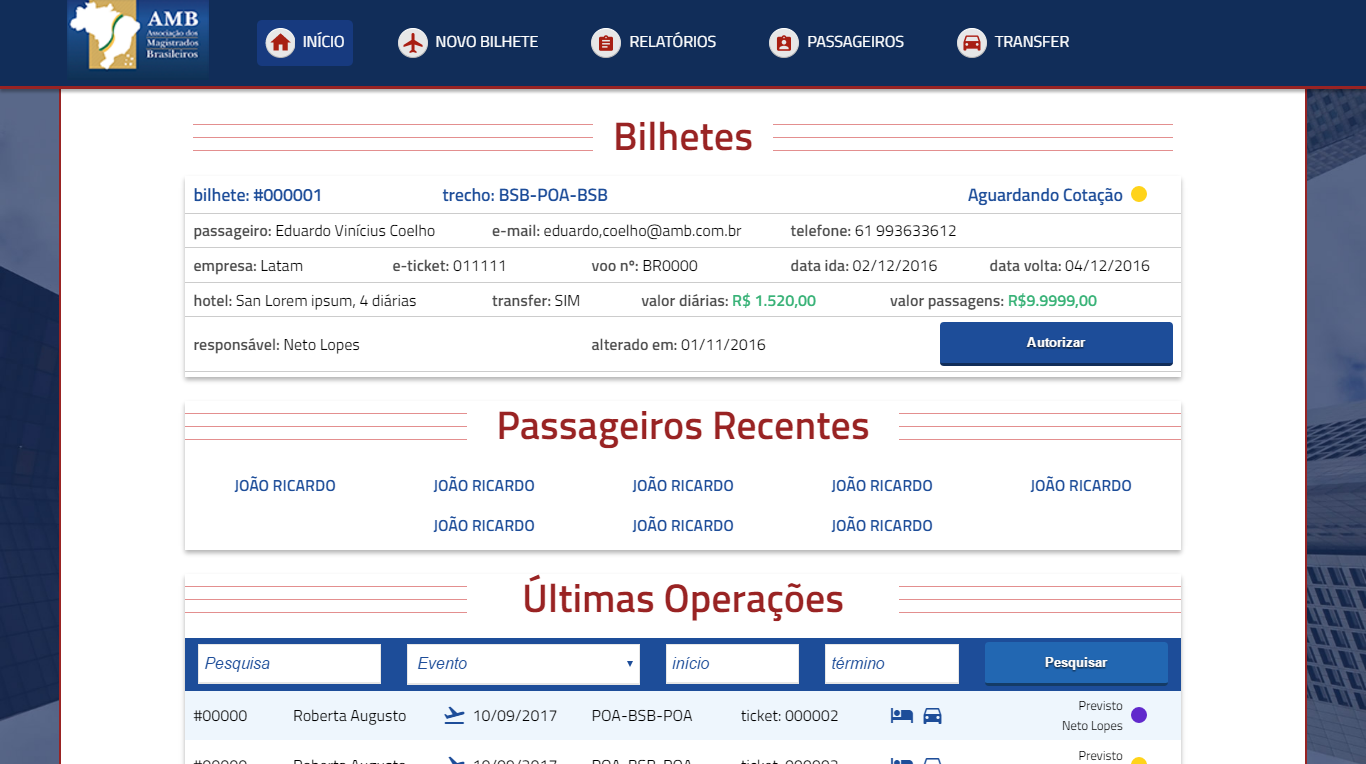 AMB
Associação dos
Magistrados
Brasileiros
INÍCIO NOVO BILHETE RELATÓRIOS PASSAGEIROS TRANSFER
Bilhetes
bilhete: #000001 trecho: BSB-POA-BSB Aguardando Cotação
passageiro: Eduardo Vinícius Coelho e-mail: eduardo,coelho@amb.com.br telefone: 61 993633612
empresa: Latam e-ticket: 011111 voo nº: BR0000 data ida: 02/12/2016 data volta: 04/12/2016
hotel: San Lorem ipsum, 4 diárias transfer: SIM valor diárias: R$ 1.520,00 valor passagens: R$9.9999,00
responsável: Neto Lopes alterado em: 01/11/2016 Autorizar
Passageiros Recentes
JOÃO RICARDO JOÃO RICARDO JOÃO RICARDO JOÃO RICARDO JOÃO RICARDO
JOÃO RICARDO JOÃO RICARDO JOÃO RICARDO
Últimas Operações
Pesquisa Evento início término Pesquisar
#00000 Roberta Augusto 10/09/2017 POA-BSB-POA ticket: 000002 Previsto
Neto Lopes
#00000 Roberta Augusto 10/09/2017 POA-BSB-POA ticket: 000002 Previsto